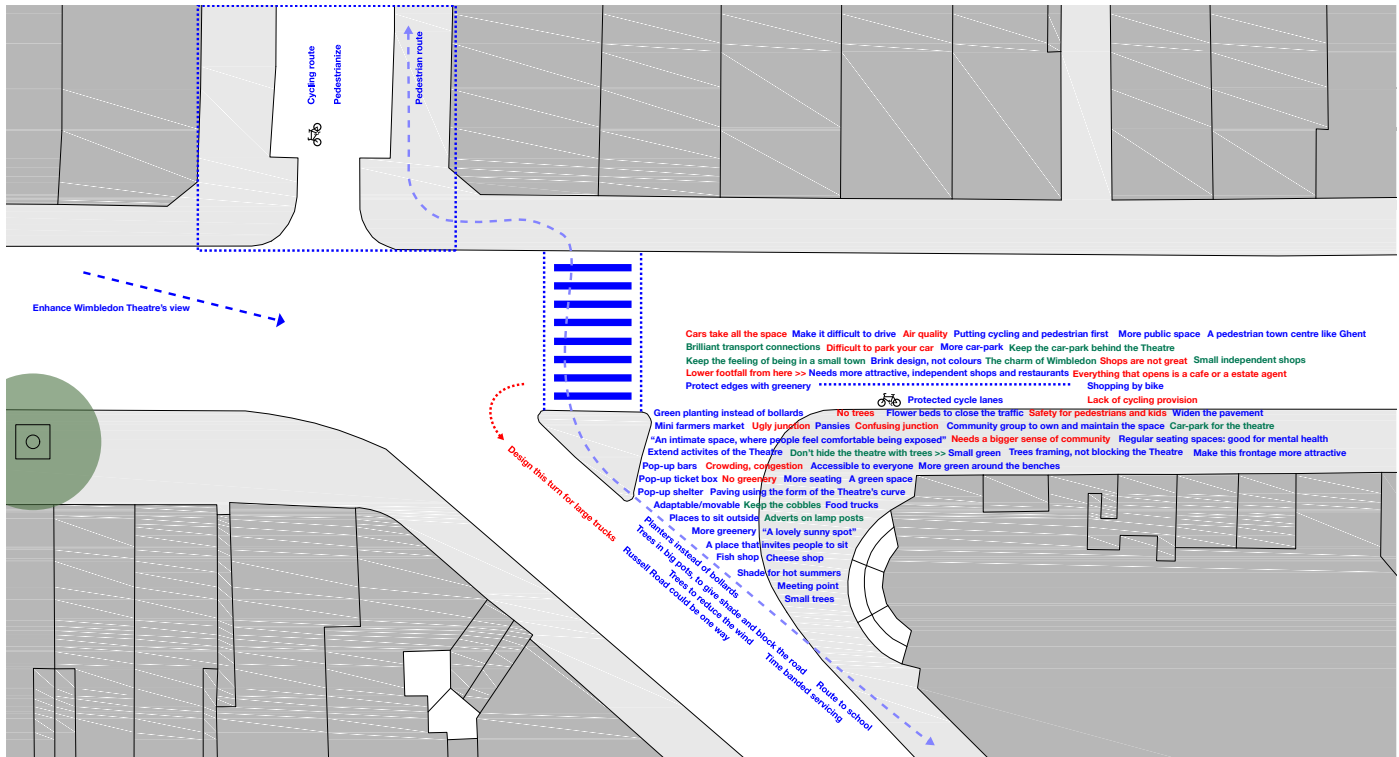 Cycling route
Pedestrianize
Pedestrian route
Enhance Wimbledon Theatre's view
Cars take all the space Make it difficult to drive Air quality Putting cycling and pedestrian first More public space A pedestrian town centre like Ghent
Brilliant transport connections Difficult to park your car More car-park Keep the car-park behind the Theatre
Keep the feeling of being in a small town Brink design, not colours The charm of Wimbledon Shops are not great Small independent shops
Lower footfall from here >> Needs more attractive, independent shops and restaurants Everything that opens is a cafe or a estate agent
Protect edges with greenery Shopping by bike
Protected cycle lanes Lack of cycling provision
Green planting instead of bollards No trees Flower beds to close the traffic Safety for pedestrians and kids Widen the pavement
Mini farmers market Ugly junction Pansies Confusing junction Community group to own and maintain the space Car-park for the theatre
“An intimate space, where people feel comfortable being exposed” Needs a bigger sense of community Regular seating spaces: good for mental health
Extend activites of the Theatre Don't hide the theatre with trees >> Small green Trees framing, not blocking the Theatre Make this frontage more attractive
Pop-up bars Crowding, congestion Accessible to everyone More green around the benches
Pop-up ticket box No greenery More seating A green space
Pop-up shelter Paving using the form of the Theatre's curve
Adaptable/movable Keep the cobbles Food trucks
Places to sit outside Adverts on lamp posts
More greenery “A lovely sunny spot”
A place that invites people to sit
Fish shop Cheese shop
Shade for hot summers
Meeting point
Small trees
Design this turn for large trucks
Planters instead of bollards
Trees in big pots, to give shade and block the road
Trees to reduce the wind
Russell Road could be one way
Time banded servicing
Route to school